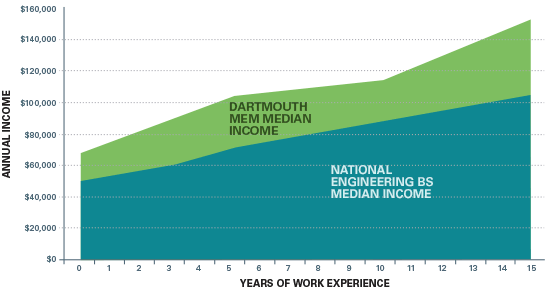 $160,000
$140,000
$120,000
$100,000
$80,000
$60,000
$40,000
$20,000
$0
ANNUAL INCOME
DARTMOUTH
MEM MEDIAN
INCOME
NATIONAL
ENGINEERING BS
MEDIAN INCOME
0 1 2 3 4 5 6 7 8 9 10 11 12 13 14 15
YEARS OF WORK EXPERIENCE